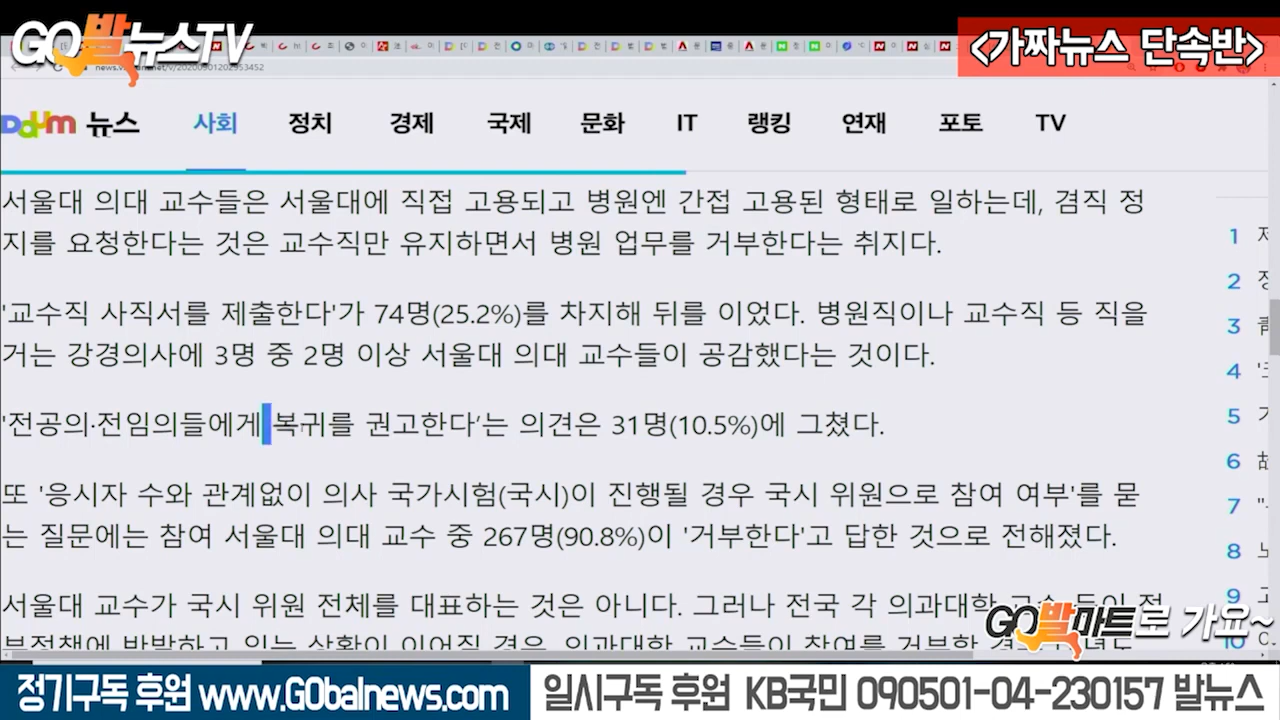 GO발뉴스TV
<가짜뉴스 단속반>
Daum 뉴스 사회 정치 경제 국제 문화 IT 랭킹 연재 포토 TV
서울대 의대 교수들은 서울대에 직접 고용되고 병원엔 간접 고용된 형태로 일하는데, 겸직 정
지를 요청한다는 것은 교수직만 유지하면서 병원 업무를 거부한다는 취지다.
'교수직 사직서를 제출한다'가 74명(25.2%)를 차지해 뒤를 이었다. 병원직이나 교수직 등 직을
거는 강경의사에 3명 중 2명 이상 서울대 의대 교수들이 공감했다는 것이다.
'전공의·전임의들에게 복귀를 권고한다'는 의견은 31명(10.5%)에 그쳤다.
또 '응시자 수와 관계없이 의사 국가시험(국시)이 진행될 경우 국시 위원으로 참여 여부'를 묻
는 질문에는 참여 서울대 의대 교수 중 267명(90.8%)이 '거부한다'고 답한 것으로 전해졌다.
서울대 교수가 국시 위원 전체를 대표하는 것은 아니다. 그러나 전국 각 의과대학
1
2
3
4
5
6
7
8
9
10
GO발마트로 가요~
정기구독 후원 www.GObalnews.com 일시구독 후원 KB국민 090501-04-230157 발뉴스